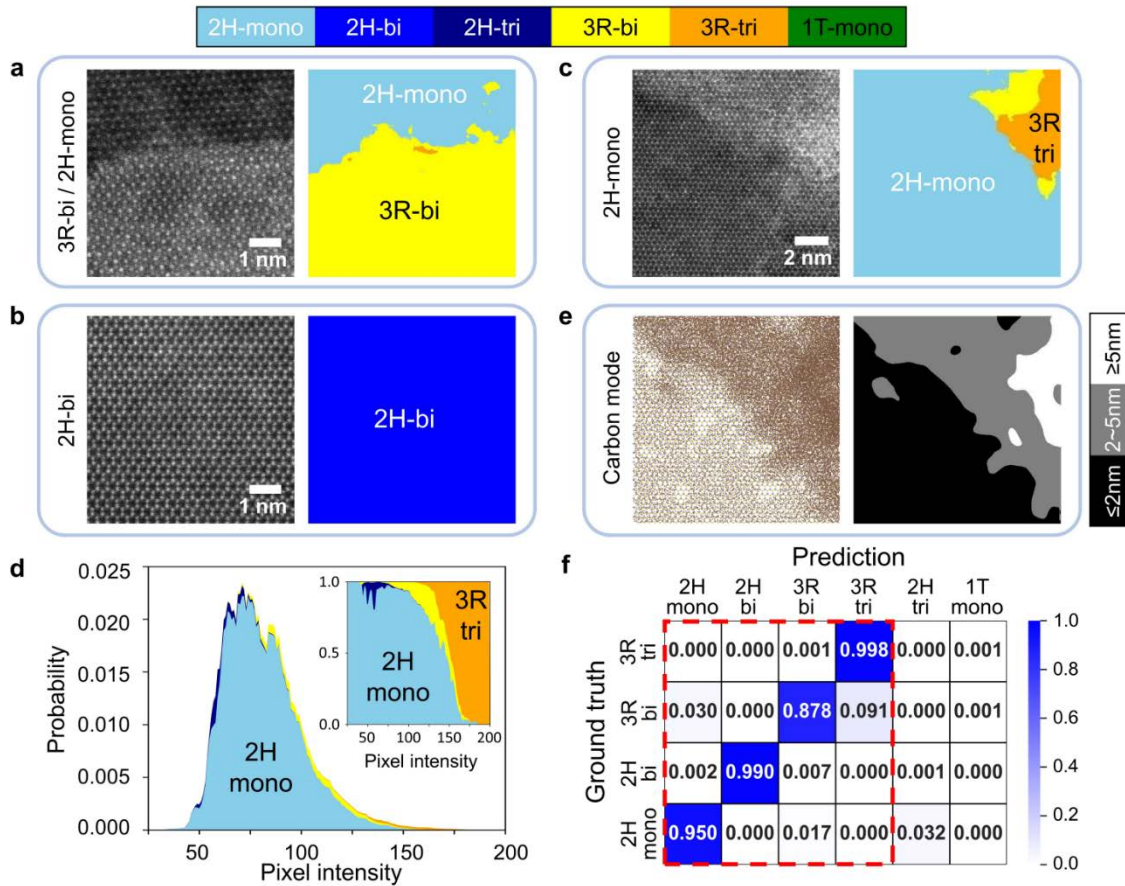 2H-mono 2H-bi 2H-tri 3R-bi 3R-tri 1T-mono
a
3R-bi / 2H-mono
1 nm
2H-mono
3R-bi
c
2H-mono
2 nm
2H-mono
3R
tri
b
2H-bi
1 nm
2H-bi
e
Carbon mode
≥5nm
2~5nm
≤2nm
d
Probability
0.025
0.020
0.015
0.010
0.005
0.000
2H
mono
50 75 100 125 150 175 200
Pixel intensity
1.0
0.5
0.0
2H
mono
3R
tri
50 75 100 125 150 175 200
Pixel intensity
f
Prediction
2H mono
2H bi
3R bi
3R tri
2H tri
1T mono
Ground truth
3R tri
0.000 0.000 0.001 0.998 0.000 0.001
3R bi
0.030 0.000 0.878 0.091 0.000 0.001
2H bi
0.002 0.990 0.007 0.000 0.001 0.000
2H mono
0.950 0.000 0.017 0.000 0.032 0.000
1.0
0.8
0.6
0.4
0.2
0.0